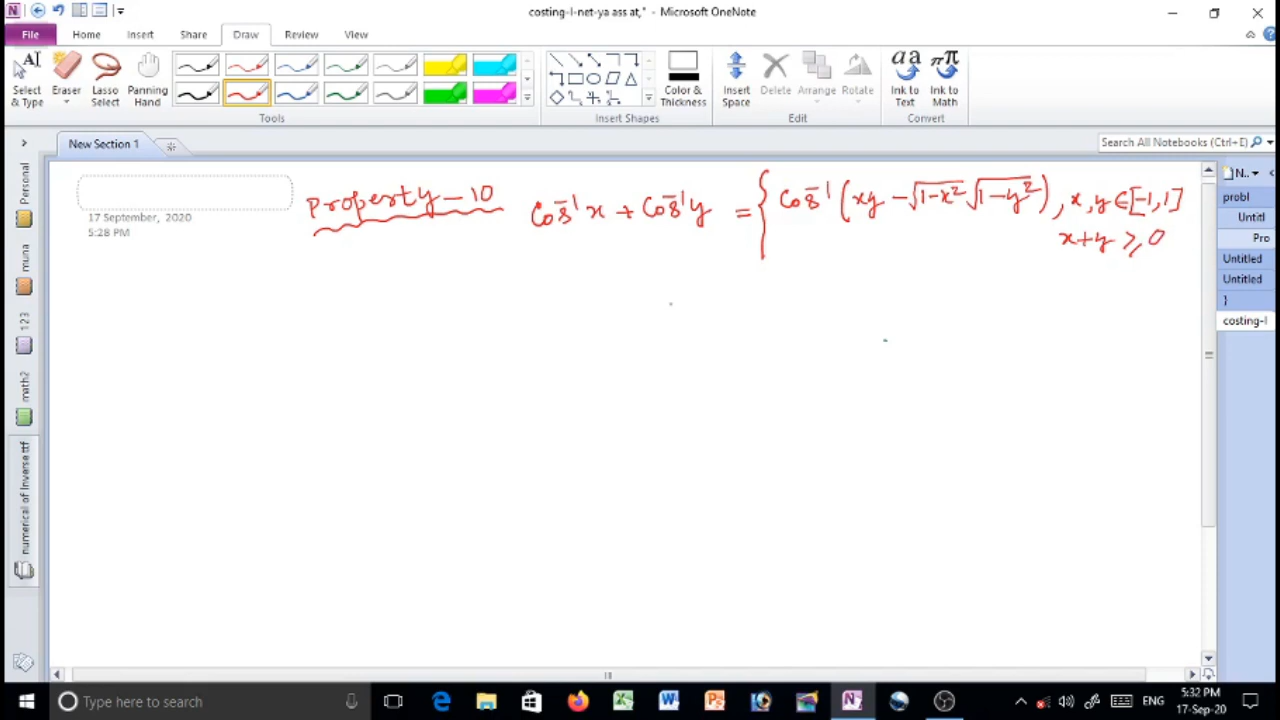 costing-l-net-ya ass at," - Microsoft OneNote
File Home Insert Share Draw Review View
Select & Type
Eraser
Lasso Select
Panning Hand
Color & Thickness
Insert Space
Delete
Arrange
Rotate
Ink to Text
Ink to Math
Tools
Insert Shapes
Edit
Convert
New Section 1
Search All Notebooks (Ctrl+E)
N..
Personal
muna
123
math2
numerical of Inverse ttf
17 September, 2020
5:28 PM
Property-10 Cos⁻¹x + Cos⁻¹y = { Cos⁻¹(xy - √1-x² √1-y²), x, y ∈ [-1, 1]
x+y ⩾ 0
probl
Untitl
Pro
Untitled
Untitled
}
costing-l
Type here to search
ENG
5:32 PM
17-Sep-20